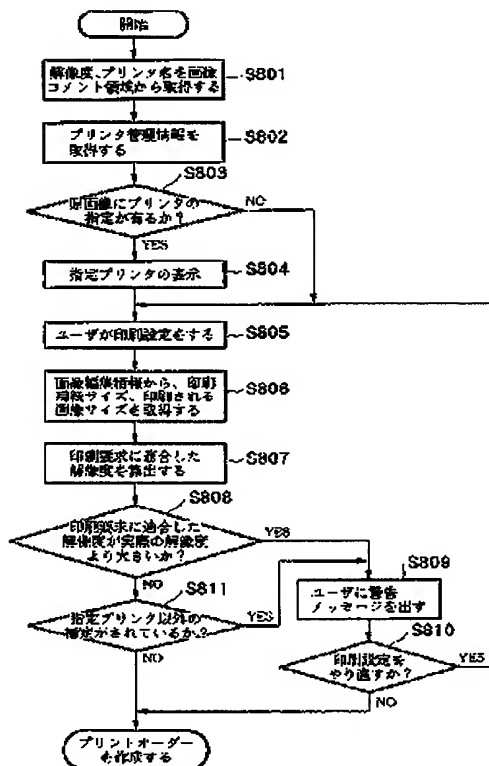 開始
解像度、プリンタ名を画像
コメント領域から取得する
S801
プリンタ管理情報を
取得する
S802
S803
原画像にプリンタの
指定が有るか?
NO
YES
指定プリンタの表示
S804
ユーザが印刷設定をする
S805
画像編集情報から、印刷
用紙サイズ、印刷される
画像サイズを取得する
S806
印刷要求に適合した
解像度を算出する
S807
S808
印刷要求に適合した
解像度が実際の解像度
より大きいか?
YES
NO
S809
ユーザに警告
メッセージを出す
S811
指定プリンタ以外の
指定がされているか?
YES
NO
S810
印刷設定を
やり直すか?
YES
NO
プリントオーダー
を作成する